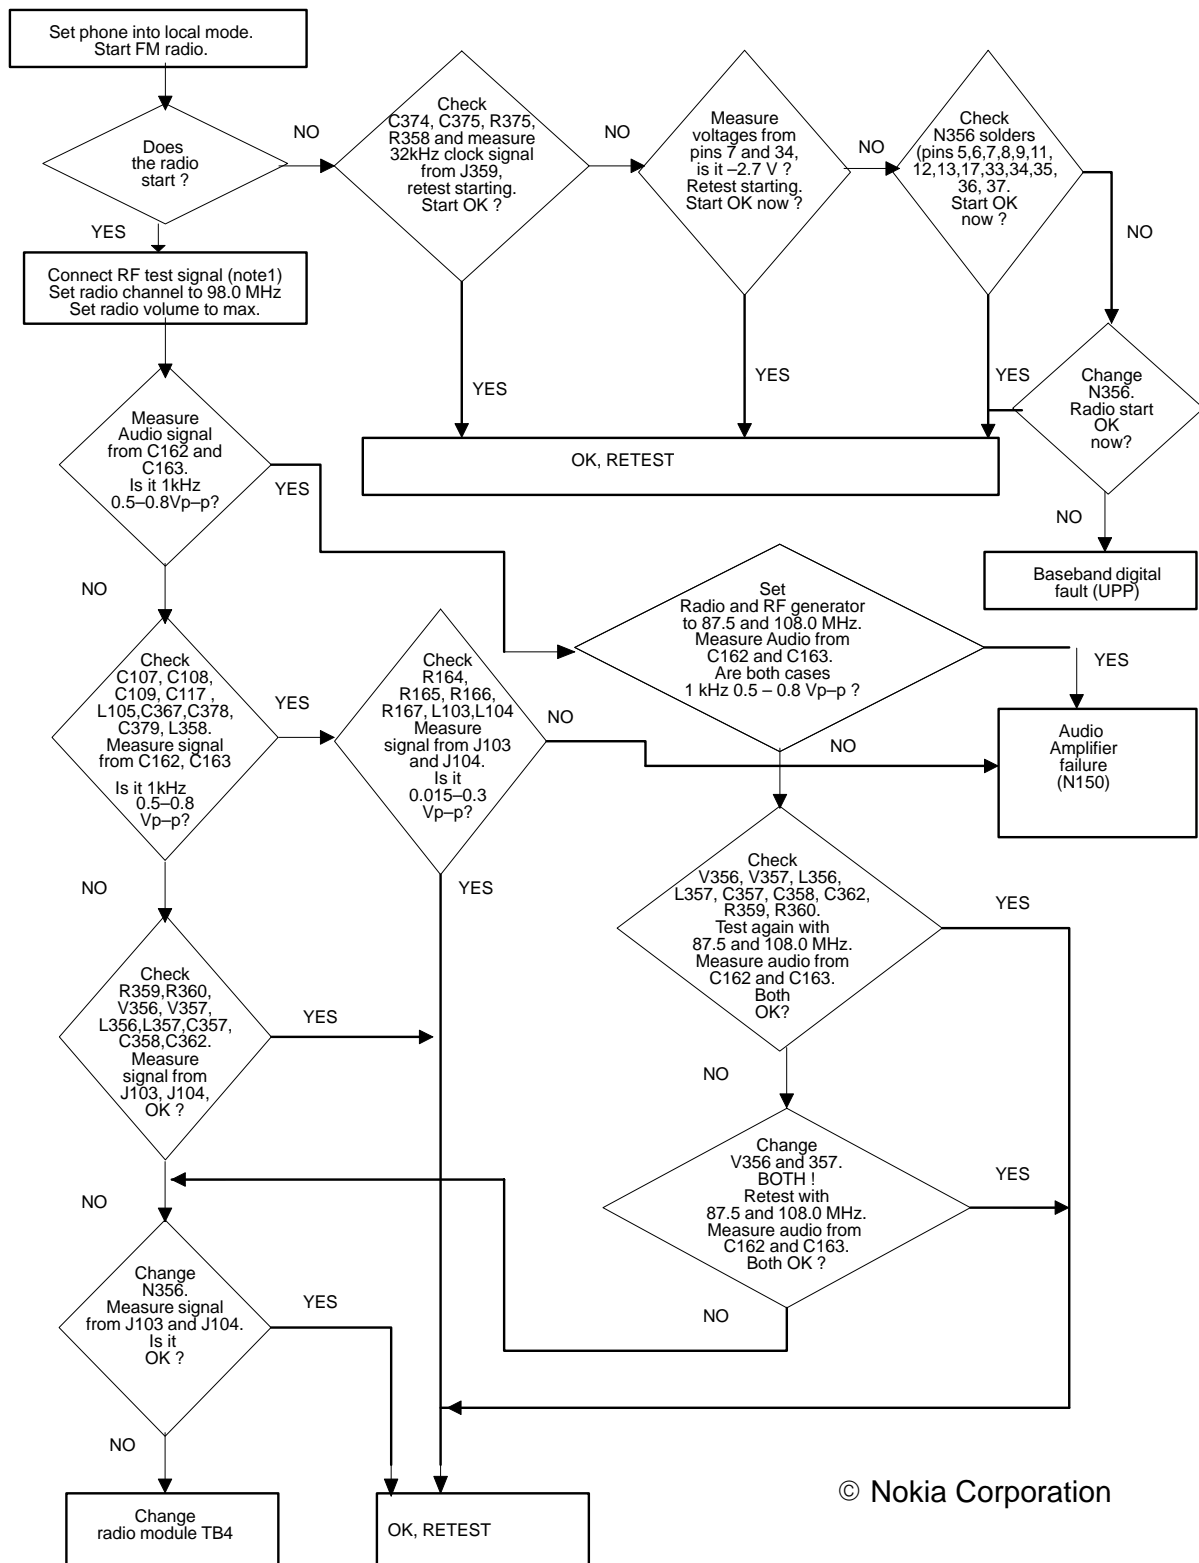 Set phone into local mode.
Start FM radio.
Does
the radio
start ?
NO
YES
Check
C374, C375, R375,
R358 and measure
32kHz clock signal
from J359,
retest starting.
Start OK ?
NO
YES
Measure
voltages from
pins 7 and 34,
is it –2.7 V ?
Retest starting.
Start OK now ?
NO
YES
Check
N356 solders
(pins 5,6,7,8,9,11,
12,13,17,33,34,35,
36, 37.
Start OK
now ?
NO
YES
Change
N356.
Radio start
OK
now?
NO
Baseband digital
fault (UPP)
OK, RETEST
Connect RF test signal (note1)
Set radio channel to 98.0 MHz
Set radio volume to max.
Measure
Audio signal
from C162 and
C163.
Is it 1kHz
0.5–0.8Vp–p?
YES
NO
Set
Radio and RF generator
to 87.5 and 108.0 MHz.
Measure Audio from
C162 and C163.
Are both cases
1 kHz 0.5 – 0.8 Vp–p ?
YES
NO
Audio
Amplifier
failure
(N150)
Check
C107, C108,
C109, C117 ,
L105,C367,C378,
C379, L358.
Measure signal
from C162, C163
Is it 1kHz
0.5–0.8
Vp–p?
YES
NO
Check
R164,
R165, R166,
R167, L103,L104
Measure
signal from J103
and J104.
Is it
0.015–0.3
Vp–p?
NO
YES
Check
V356, V357, L356,
L357, C357, C358, C362,
R359, R360.
Test again with
87.5 and 108.0 MHz.
Measure audio from
C162 and C163.
Both
OK?
YES
NO
Check
R359,R360,
V356, V357,
L356,L357,C357,
C358,C362.
Measure
signal from
J103, J104,
OK ?
YES
NO
Change
V356 and 357.
BOTH !
Retest with
87.5 and 108.0 MHz.
Measure audio from
C162 and C163.
Both OK ?
YES
NO
Change
N356.
Measure signal
from J103 and J104.
Is it
OK ?
YES
NO
Change
radio module TB4
OK, RETEST
© Nokia Corporation